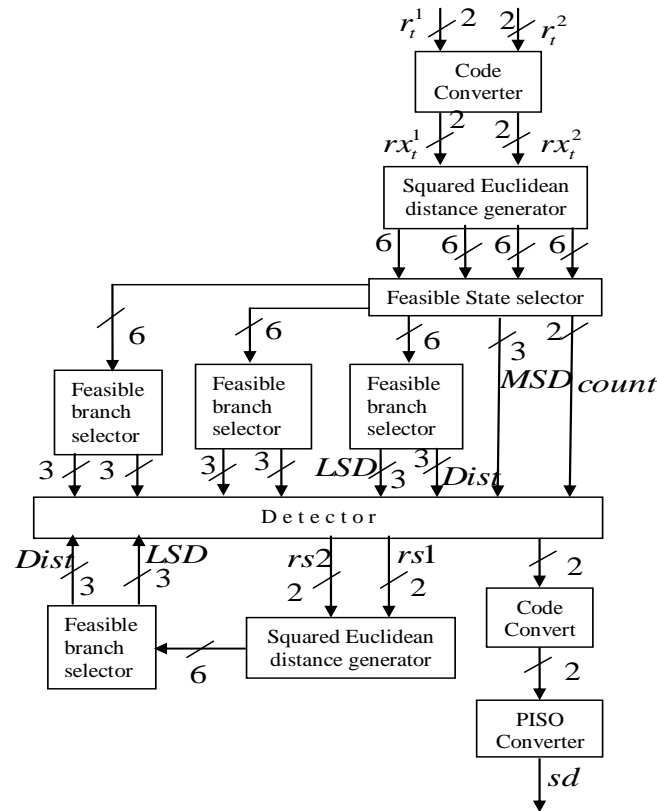 r_t^1 2 2 r_t^2
Code
Converter
rx_t^1 2 2 rx_t^2
Squared Euclidean
distance generator
6 6 6 6
Feasible State selector
6 6 6 3 2
MSD count
Feasible
branch
selector
Feasible
branch
selector
Feasible
branch
selector
3 3 3 3 LSD 3 3 Dist
Detector
Dist 3 LSD 3 rs2 2 rs1 2 2
Feasible
branch
selector
6
Squared Euclidean
distance generator
Code
Convert
2
PISO
Converter
sd